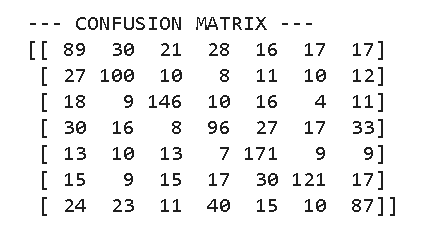 --- CONFUSION MATRIX ---
[[ 89 30 21 28 16 17 17]
[ 27 100 10 8 11 10 12]
[ 18 9 146 10 16 4 11]
[ 30 16 8 96 27 17 33]
[ 13 10 13 7 171 9 9]
[ 15 9 15 17 30 121 17]
[ 24 23 11 40 15 10 87]]